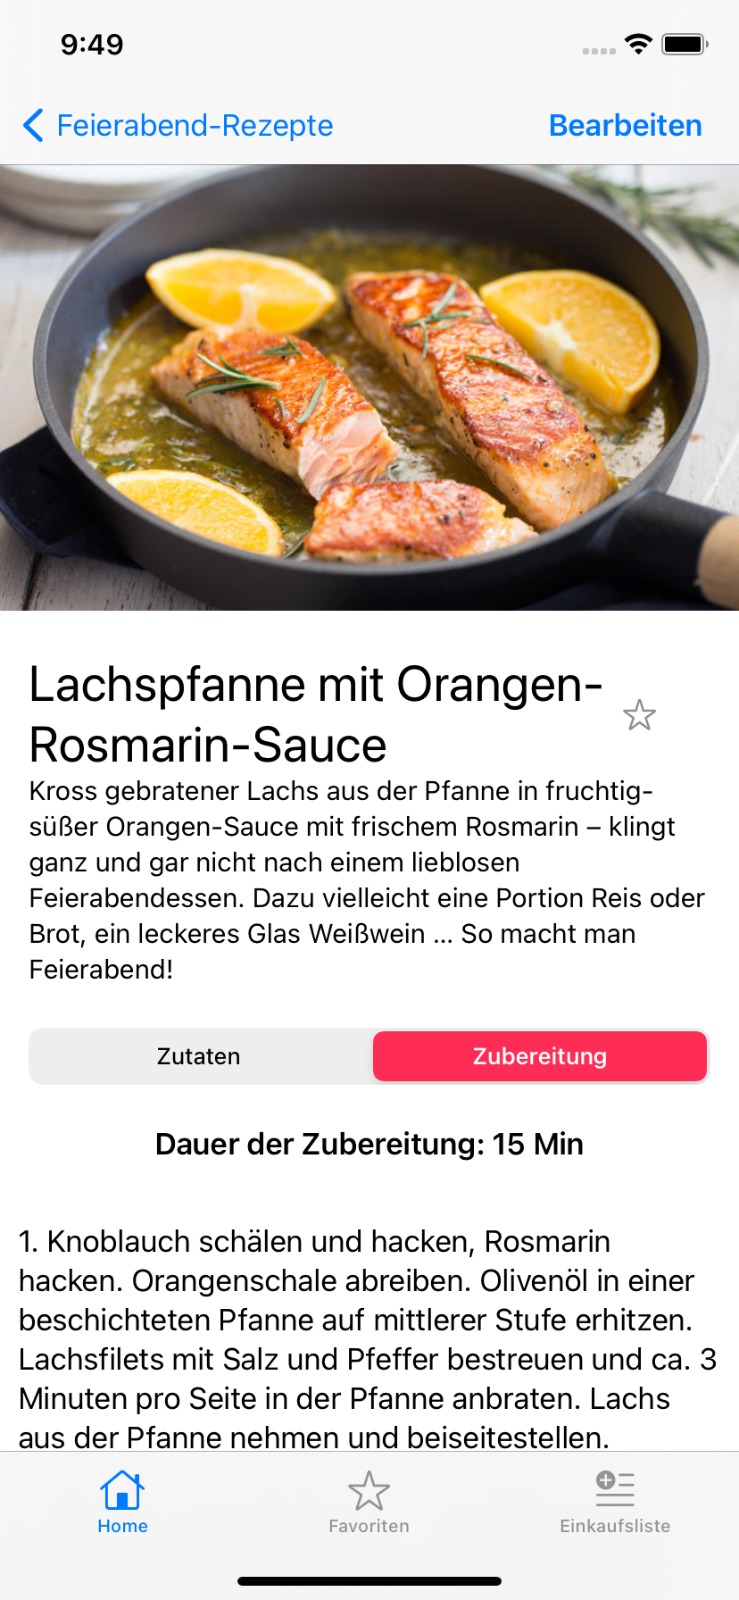 9:49
Feierabend-Rezepte
Bearbeiten
Lachspfanne mit Orangen-
Rosmarin-Sauce
Kross gebratener Lachs aus der Pfanne in fruchtig-
süßer Orangen-Sauce mit frischem Rosmarin – klingt
ganz und gar nicht nach einem lieblosen
Feierabendessen. Dazu vielleicht eine Portion Reis oder
Brot, ein leckeres Glas Weißwein ... So macht man
Feierabend!
Zutaten
Zubereitung
Dauer der Zubereitung: 15 Min
1. Knoblauch schälen und hacken, Rosmarin
hacken. Orangenschale abreiben. Olivenöl in einer
beschichteten Pfanne auf mittlerer Stufe erhitzen.
Lachsfilets mit Salz und Pfeffer bestreuen und ca. 3
Minuten pro Seite in der Pfanne anbraten. Lachs
aus der Pfanne nehmen und beiseitestellen.
Home
Favoriten
Einkaufsliste